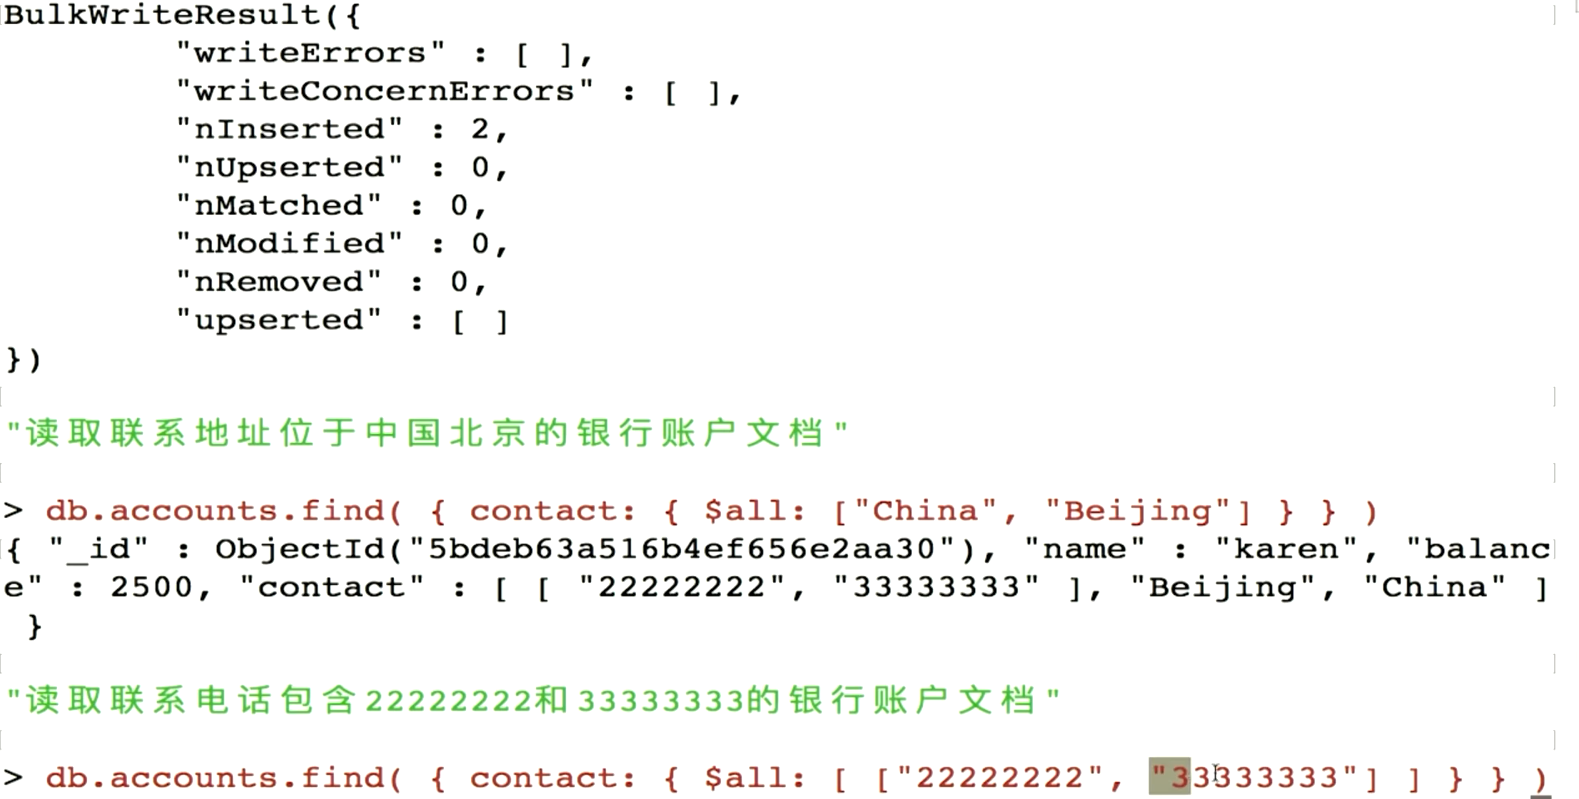 BulkWriteResult({
"writeErrors" : [ ],
"writeConcernErrors" : [ ],
"nInserted" : 2,
"nUpserted" : 0,
"nMatched" : 0,
"nModified" : 0,
"nRemoved" : 0,
"upserted" : [ ]
})
"读取联系地址位于中国北京的银行账户文档"
> db.accounts.find( { contact: { $all: ["China", "Beijing"] } } )
{ "_id" : ObjectId("5bdeb63a516b4ef656e2aa30"), "name" : "karen", "balanc
e" : 2500, "contact" : [ [ "22222222", "33333333" ], "Beijing", "China" ]
}
"读取联系电话包含22222222和33333333的银行账户文档"
> db.accounts.find( { contact: { $all: [ ["22222222", "33333333"] ] } } )